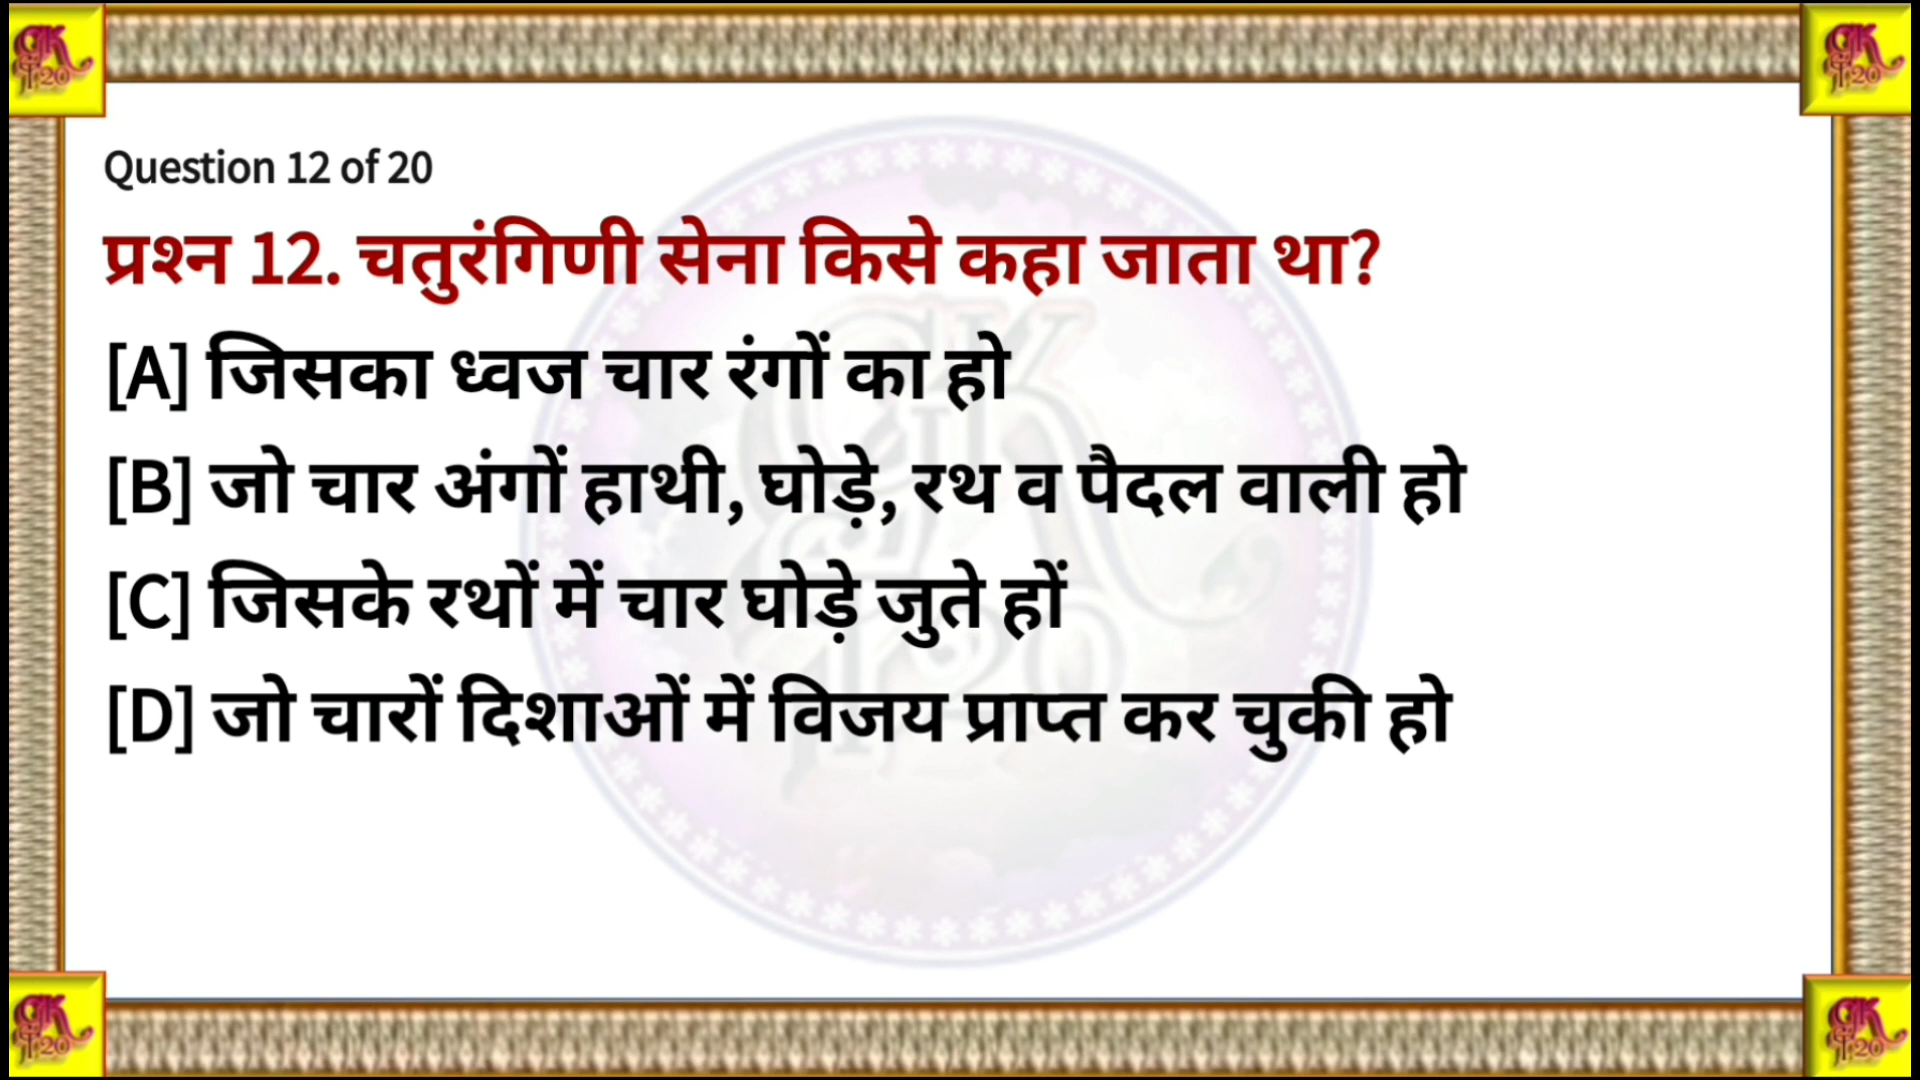 Question 12 of 20
प्रश्न 12. चतुरंगिणी सेना किसे कहा जाता था?
[A] जिसका ध्वज चार रंगों का हो
[B] जो चार अंगों हाथी, घोड़े, रथ व पैदल वाली हो
[C] जिसके रथों में चार घोड़े जुते हों
[D] जो चारों दिशाओं में विजय प्राप्त कर चुकी हो